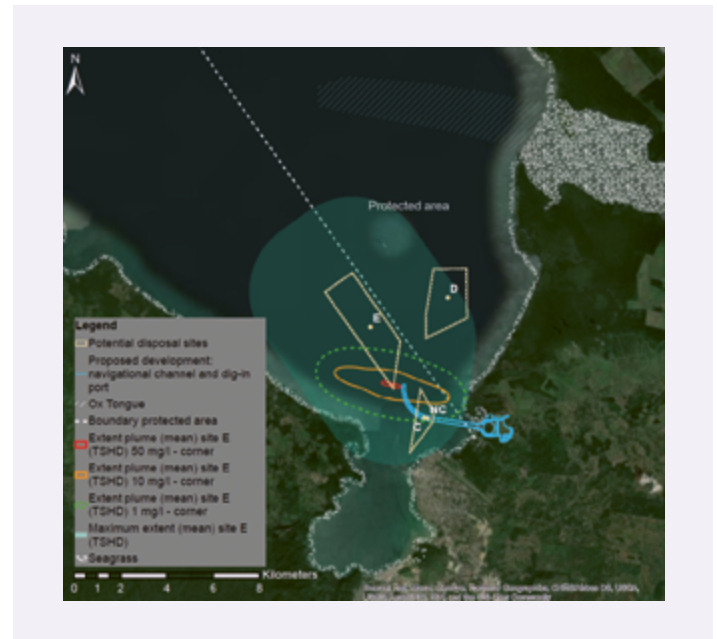 N
Protected area
D
E
NC
C
Legend
Potential disposal sites
Proposed development:
navigational channel and dig-in
port
Ox Tongue
Boundary protected area
Extent plume (mean) site E
(TSHD) 50 mg/l - corner
Extent plume (mean) site E
(TSHD) 10 mg/l - corner
Extent plume (mean) site E
(TSHD) 1 mg/l - corner
Maximum extent (mean) site E
(TSHD)
Seagrass
Kilometers
0 1 2 4 6 8